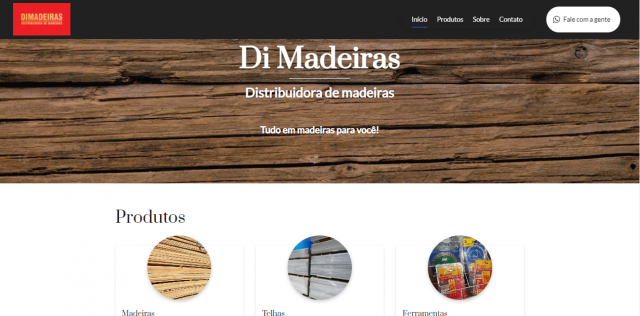 DIMADEIRAS
DISTRIBUIDORA DE MADEIRAS
Início Produtos Sobre Contato Fale com a gente
Di Madeiras
Distribuidora de madeiras
Tudo em madeiras para você!
Produtos
Madeiras Telhas Ferramentas